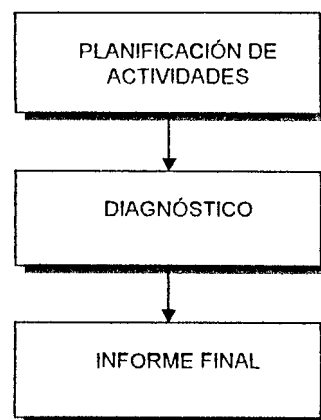 PLANIFICACIÓN DE
ACTIVIDADES
DIAGNÓSTICO
INFORME FINAL